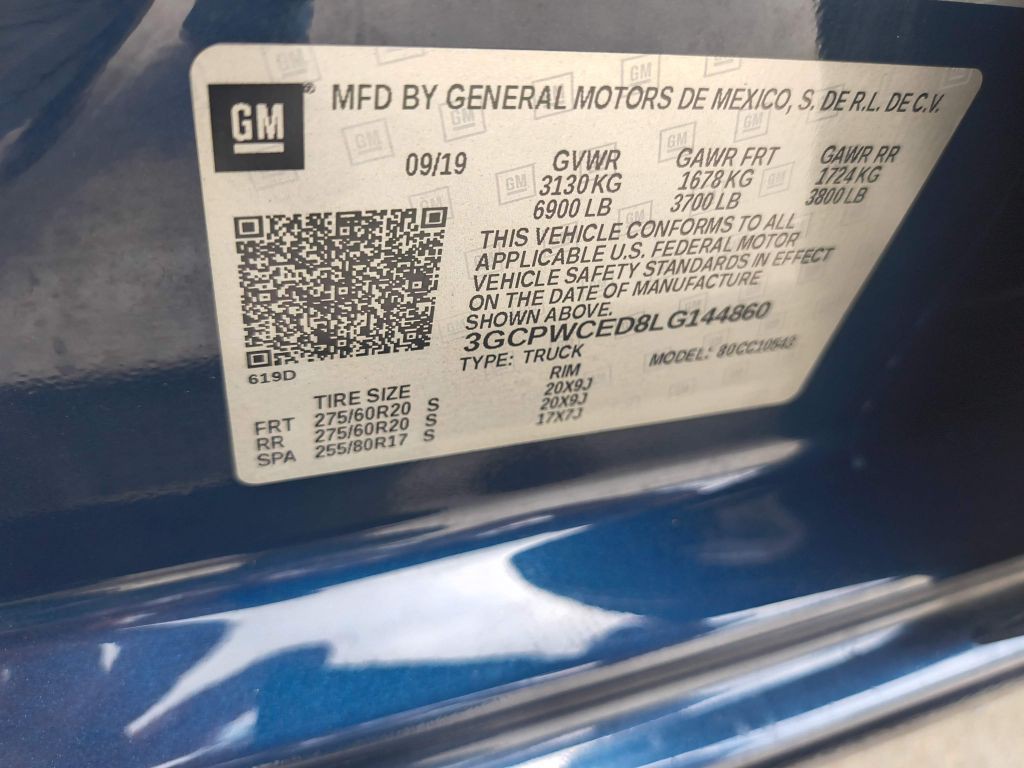 GM
MFD BY GENERAL MOTORS DE MEXICO, S. DE R.L. DE C.V.
09/19 GVWR GAWR FRT GAWR RR
3130 KG 1678 KG 1724 KG
6900 LB 3700 LB 3800 LB
THIS VEHICLE CONFORMS TO ALL
APPLICABLE U.S. FEDERAL MOTOR
VEHICLE SAFETY STANDARDS IN EFFECT
ON THE DATE OF MANUFACTURE
SHOWN ABOVE.
3GCPWCED8LG144860
TYPE: TRUCK MODEL:
619D
TIRE SIZE RIM
FRT 275/60R20 S 20X9J
RR 275/60R20 S 20X9J
SPA 255/80R17 S 17X7J